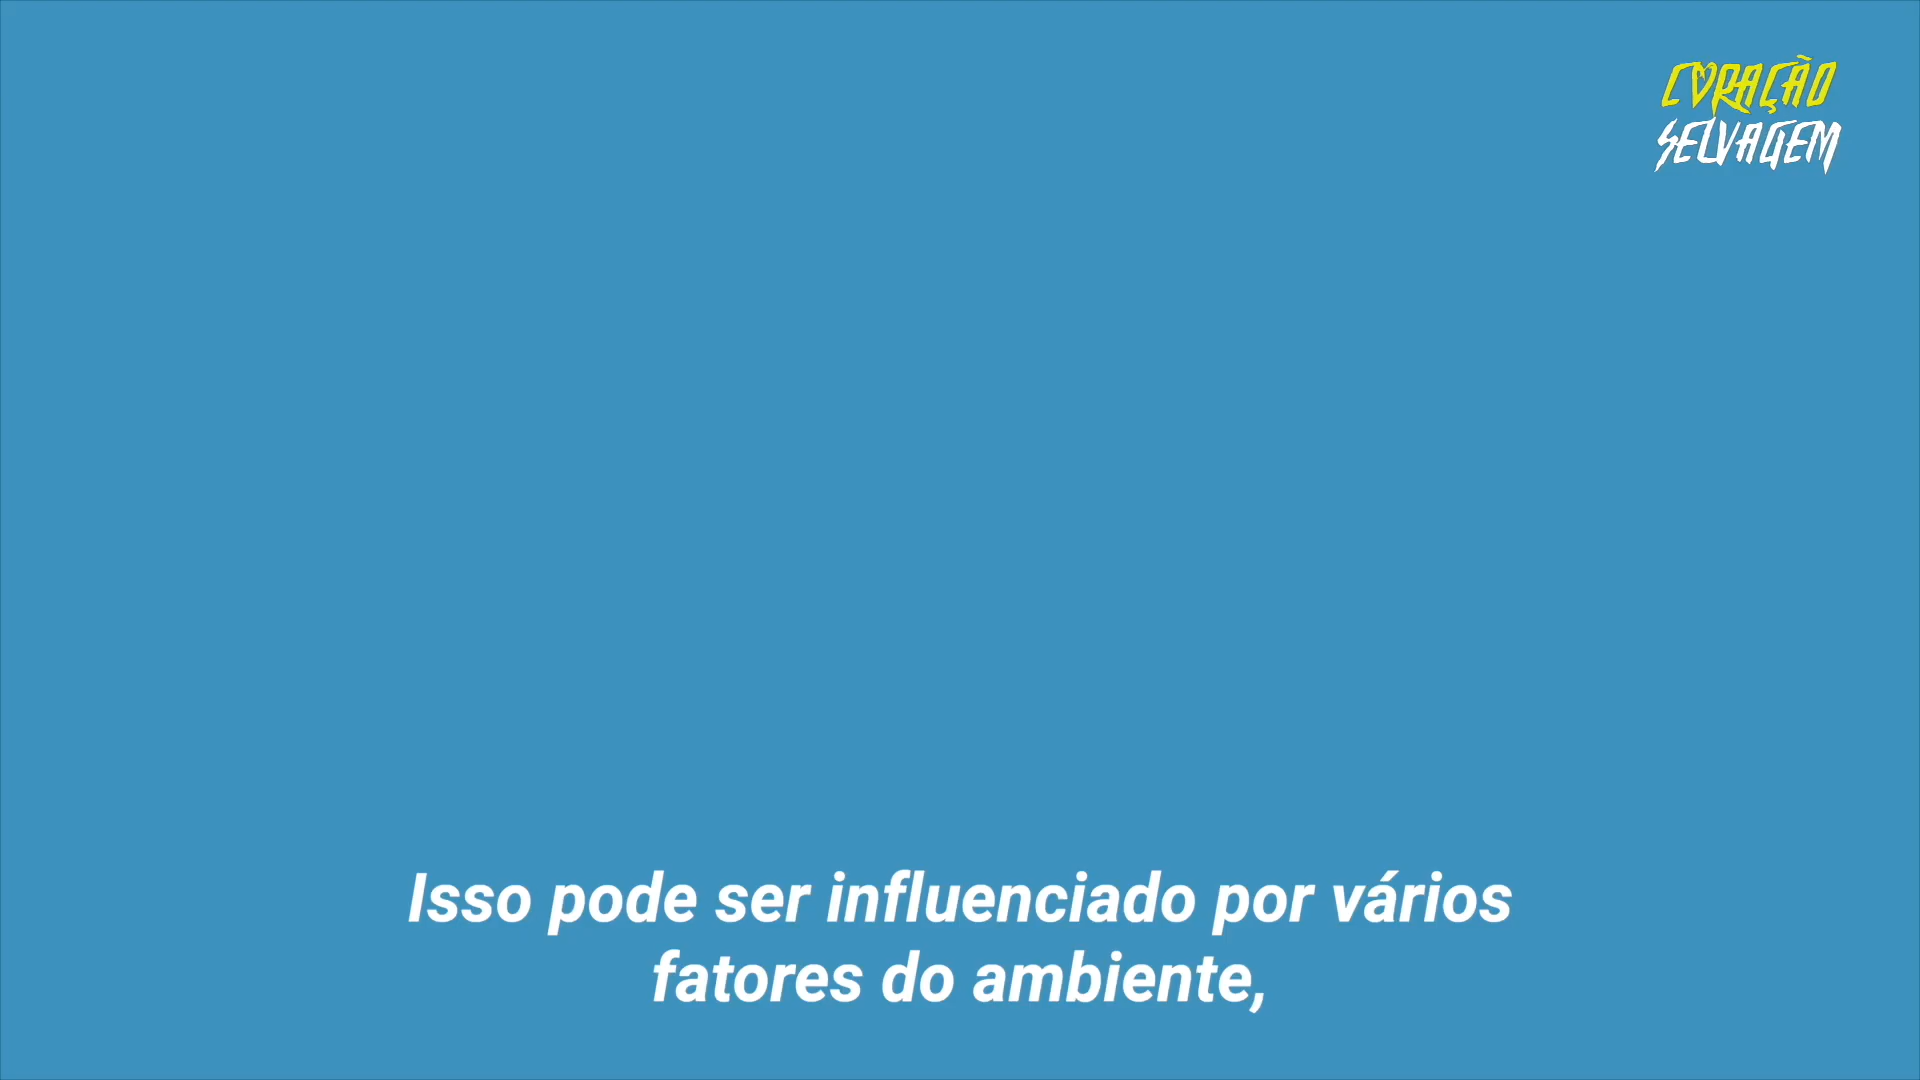 CORAÇÃO
SELVAGEM
Isso pode ser influenciado por vários
fatores do ambiente,